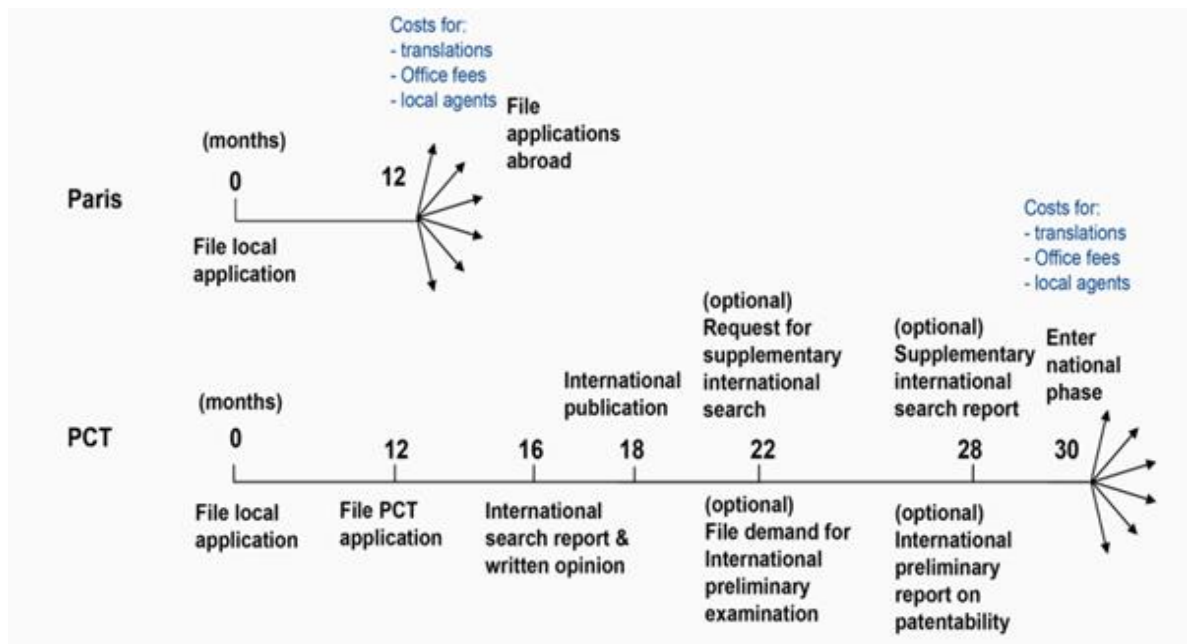 Costs for:
- translations
- Office fees
- local agents
File
applications
abroad
(months)
0
12
Paris
File local
application
Costs for:
- translations
- Office fees
- local agents
(optional)
Request for
supplementary
international
search
(optional)
Supplementary
international
search report
Enter
national
phase
International
publication
(months)
PCT
0
12
16
18
22
28
30
File local
application
File PCT
application
International
search report &
written opinion
(optional)
File demand for
International
preliminary
examination
(optional)
International
preliminary
report on
patentability